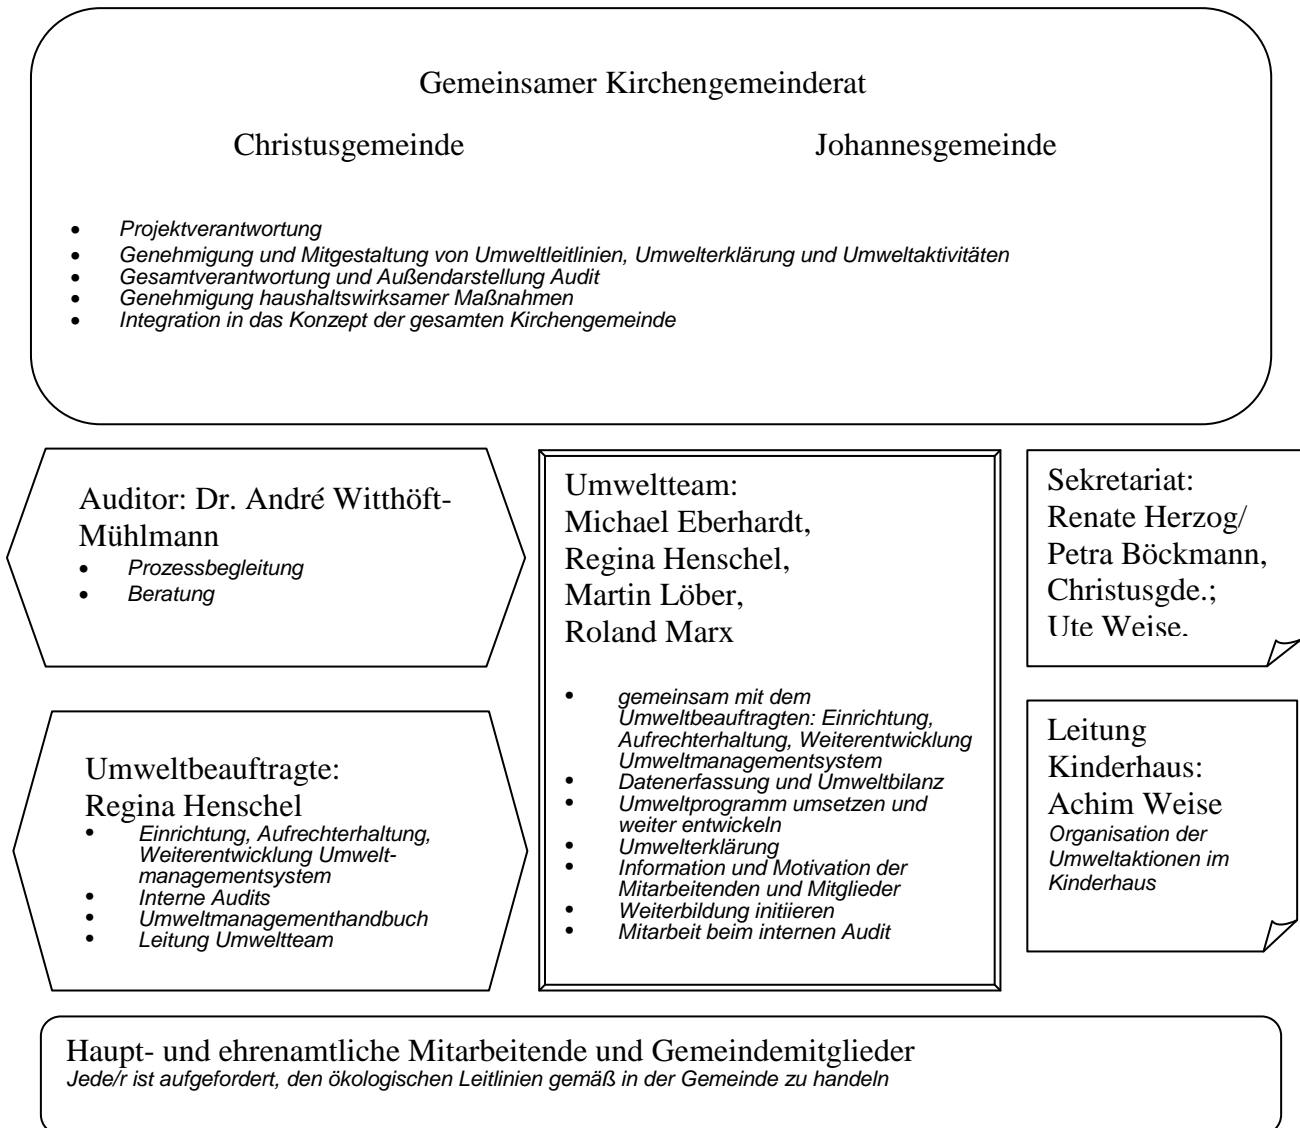 Gemeinsamer Kirchengemeinderat
Christusgemeinde Johannesgemeinde
• Projektverantwortung
• Genehmigung und Mitgestaltung von Umweltleitlinien, Umwelterklärung und Umweltaktivitäten
• Gesamtverantwortung und Außendarstellung Audit
• Genehmigung haushaltswirksamer Maßnahmen
• Integration in das Konzept der gesamten Kirchengemeinde
Auditor: Dr. André Witthöft-
Mühlmann
• Prozessbegleitung
• Beratung
Umweltbeauftragte:
Regina Henschel
• Einrichtung, Aufrechterhaltung,
Weiterentwicklung Umwelt-
managementsystem
• Interne Audits
• Umweltmanagementhandbuch
• Leitung Umweltteam
Umweltteam:
Michael Eberhardt,
Regina Henschel,
Martin Löber,
Roland Marx
• gemeinsam mit dem
Umweltbeauftragten: Einrichtung,
Aufrechterhaltung, Weiterentwicklung
Umweltmanagementsystem
• Datenerfassung und Umweltbilanz
• Umweltprogramm umsetzen und
weiter entwickeln
• Umwelterklärung
• Information und Motivation der
Mitarbeitenden und Mitglieder
• Weiterbildung initiieren
• Mitarbeit beim internen Audit
Sekretariat:
Renate Herzog/
Petra Böckmann,
Christusgde.;
Ute Weise,
Leitung
Kinderhaus:
Achim Weise
Organisation der
Umweltaktionen im
Kinderhaus
Haupt- und ehrenamtliche Mitarbeitende und Gemeindemitglieder
Jede/r ist aufgefordert, den ökologischen Leitlinien gemäß in der Gemeinde zu handeln